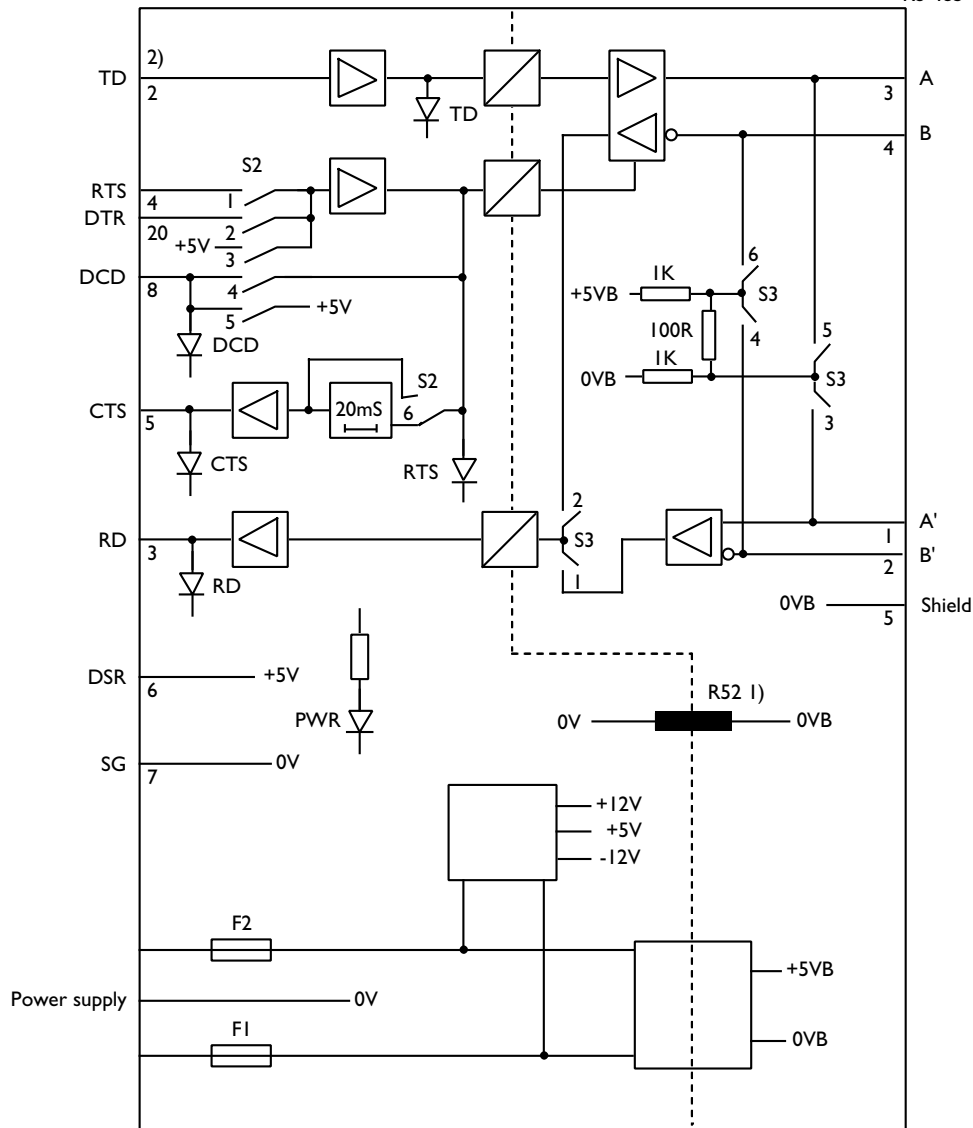 2)
TD
2
TD
A
3
B
4
S2
RTS
4
1
DTR
20
2
+5V
3
DCD
8
4
5
+5V
DCD
6
1K
+5VB
S3
100R
4
1K
5
0VB
S3
3
S2
CTS
5
20mS
6
CTS
RTS
2
RD
3
S3
1
A'
1
B'
2
RD
0VB
Shield
5
DSR
6
+5V
R52 1)
PWR
0V
0VB
SG
7
0V
+12V
+5V
-12V
F2
+5VB
Power supply
0V
F1
0VB